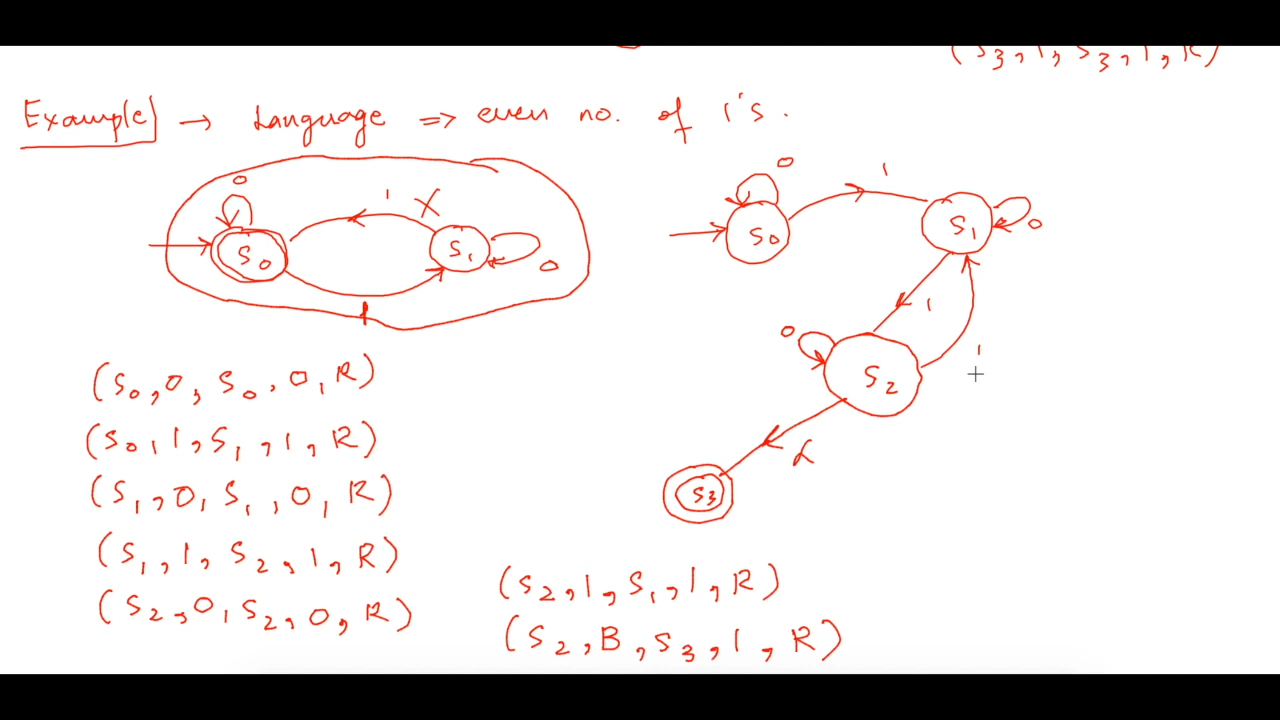 (S3, 1, S3, 1, R)
Example → Language ⇒ even no. of 1's.
0
1
X
S0
S1
0
1
0
1
S0
S1
0
1
0
S2
1
λ
S3
(S0, 0, S0, 0, R)
(S0, 1, S1, 1, R)
(S1, 0, S1, 0, R)
(S1, 1, S2, 1, R)
(S2, 0, S2, 0, R)
(S2, 1, S1, 1, R)
(S2, B, S3, 1, R)